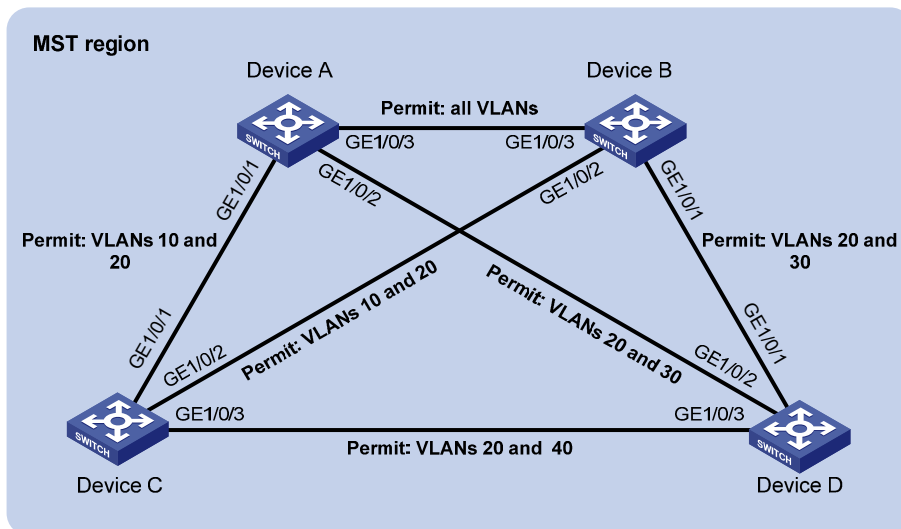 MST region
Device A
Device B
Permit: all VLANs
SWITCH
GE1/0/3
GE1/0/3
SWITCH
GE1/0/1
GE1/0/2
GE1/0/2
GE1/0/1
Permit: VLANs 10 and
20
Permit: VLANs 20 and
30
Permit: VLANs 10 and 20
Permit: VLANs 20 and 30
GE1/0/1
GE1/0/2
GE1/0/2
GE1/0/1
SWITCH
GE1/0/3
GE1/0/3
SWITCH
Permit: VLANs 20 and 40
Device C
Device D